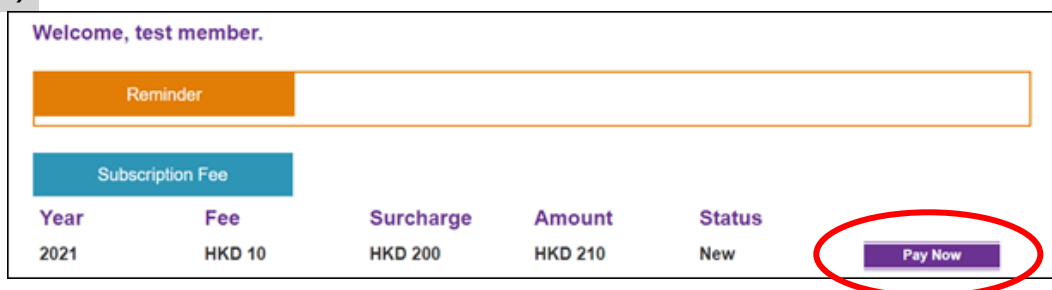 Welcome, test member.
Reminder
Subscription Fee
Year Fee Surcharge Amount Status
2021 HKD 10 HKD 200 HKD 210 New Pay Now